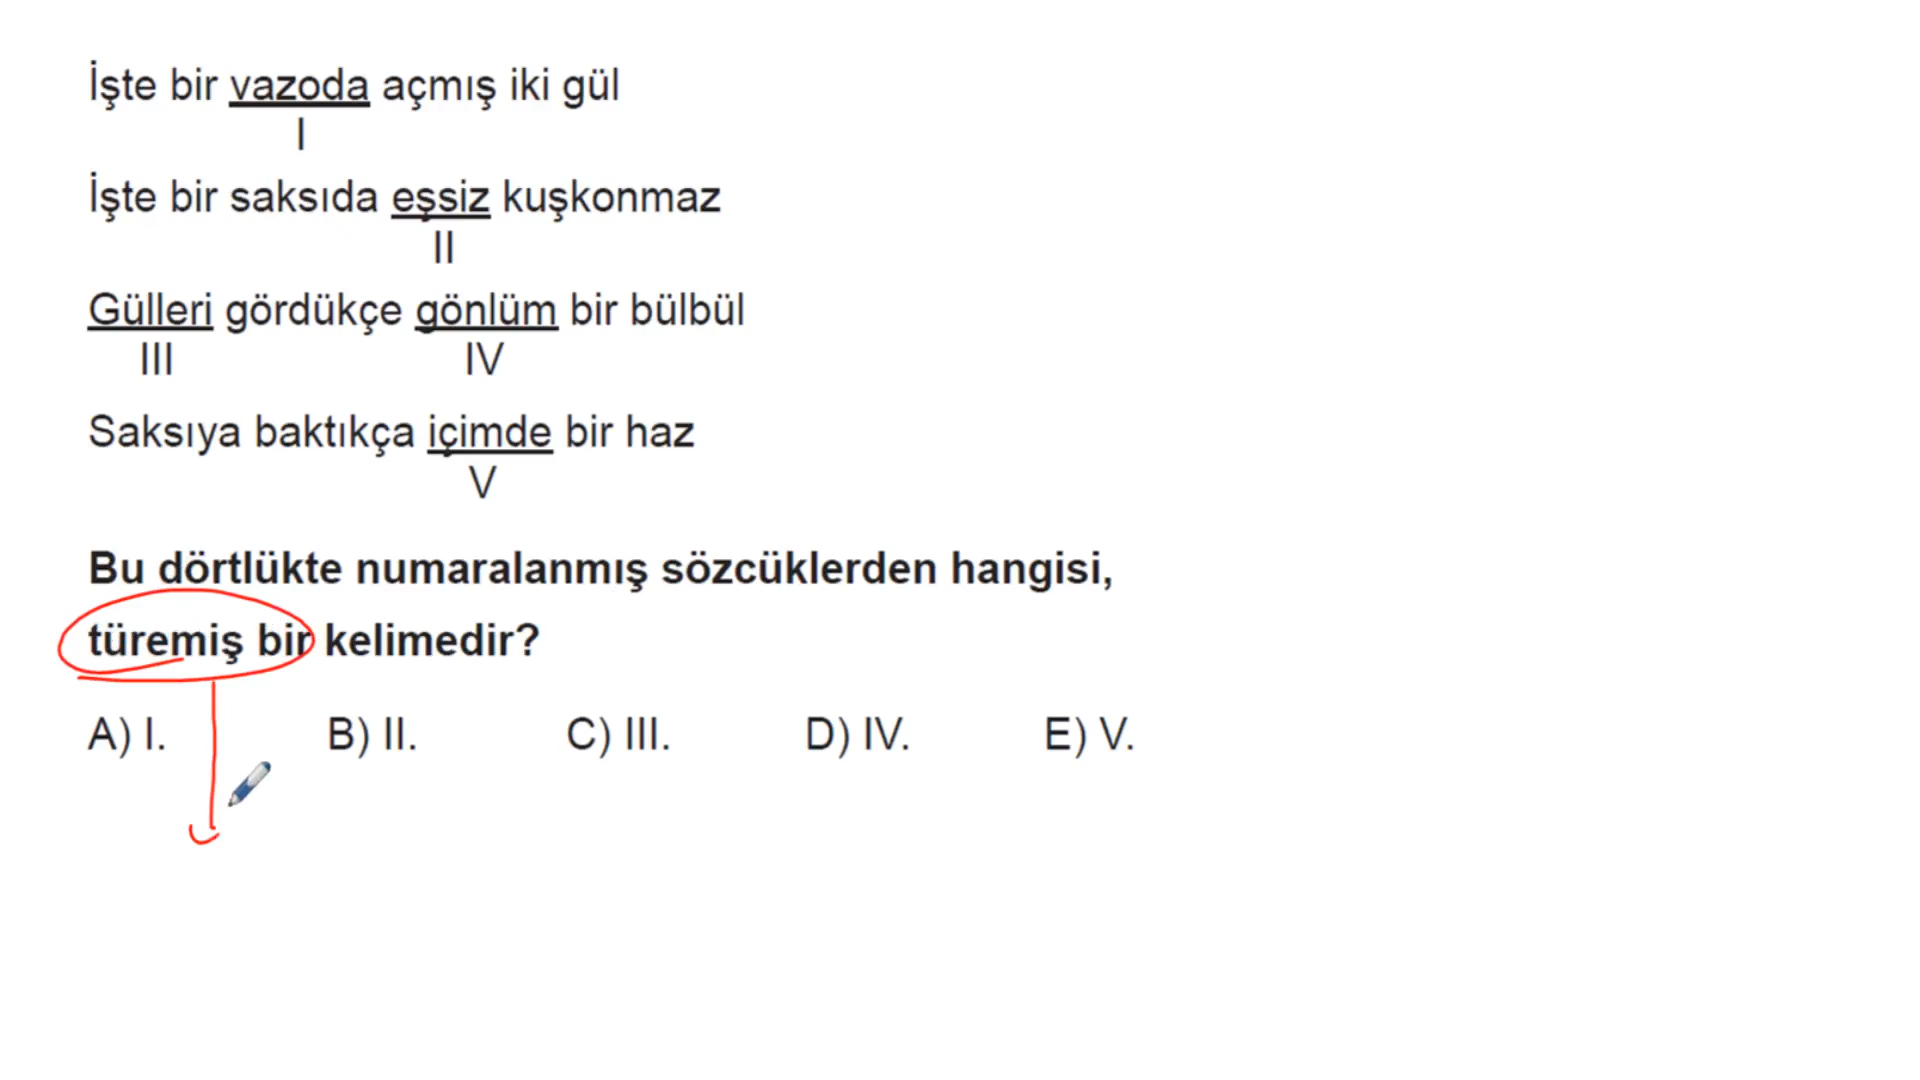 İşte bir vazoda açmış iki gül
I
İşte bir saksıda eşsiz kuşkonmaz
II
Gülleri gördükçe gönlüm bir bülbül
III IV
Saksıya baktıkça içimde bir haz
V
Bu dörtlükte numaralanmış sözcüklerden hangisi,
türemiş bir kelimedir?
A) I. B) II. C) III. D) IV. E) V.